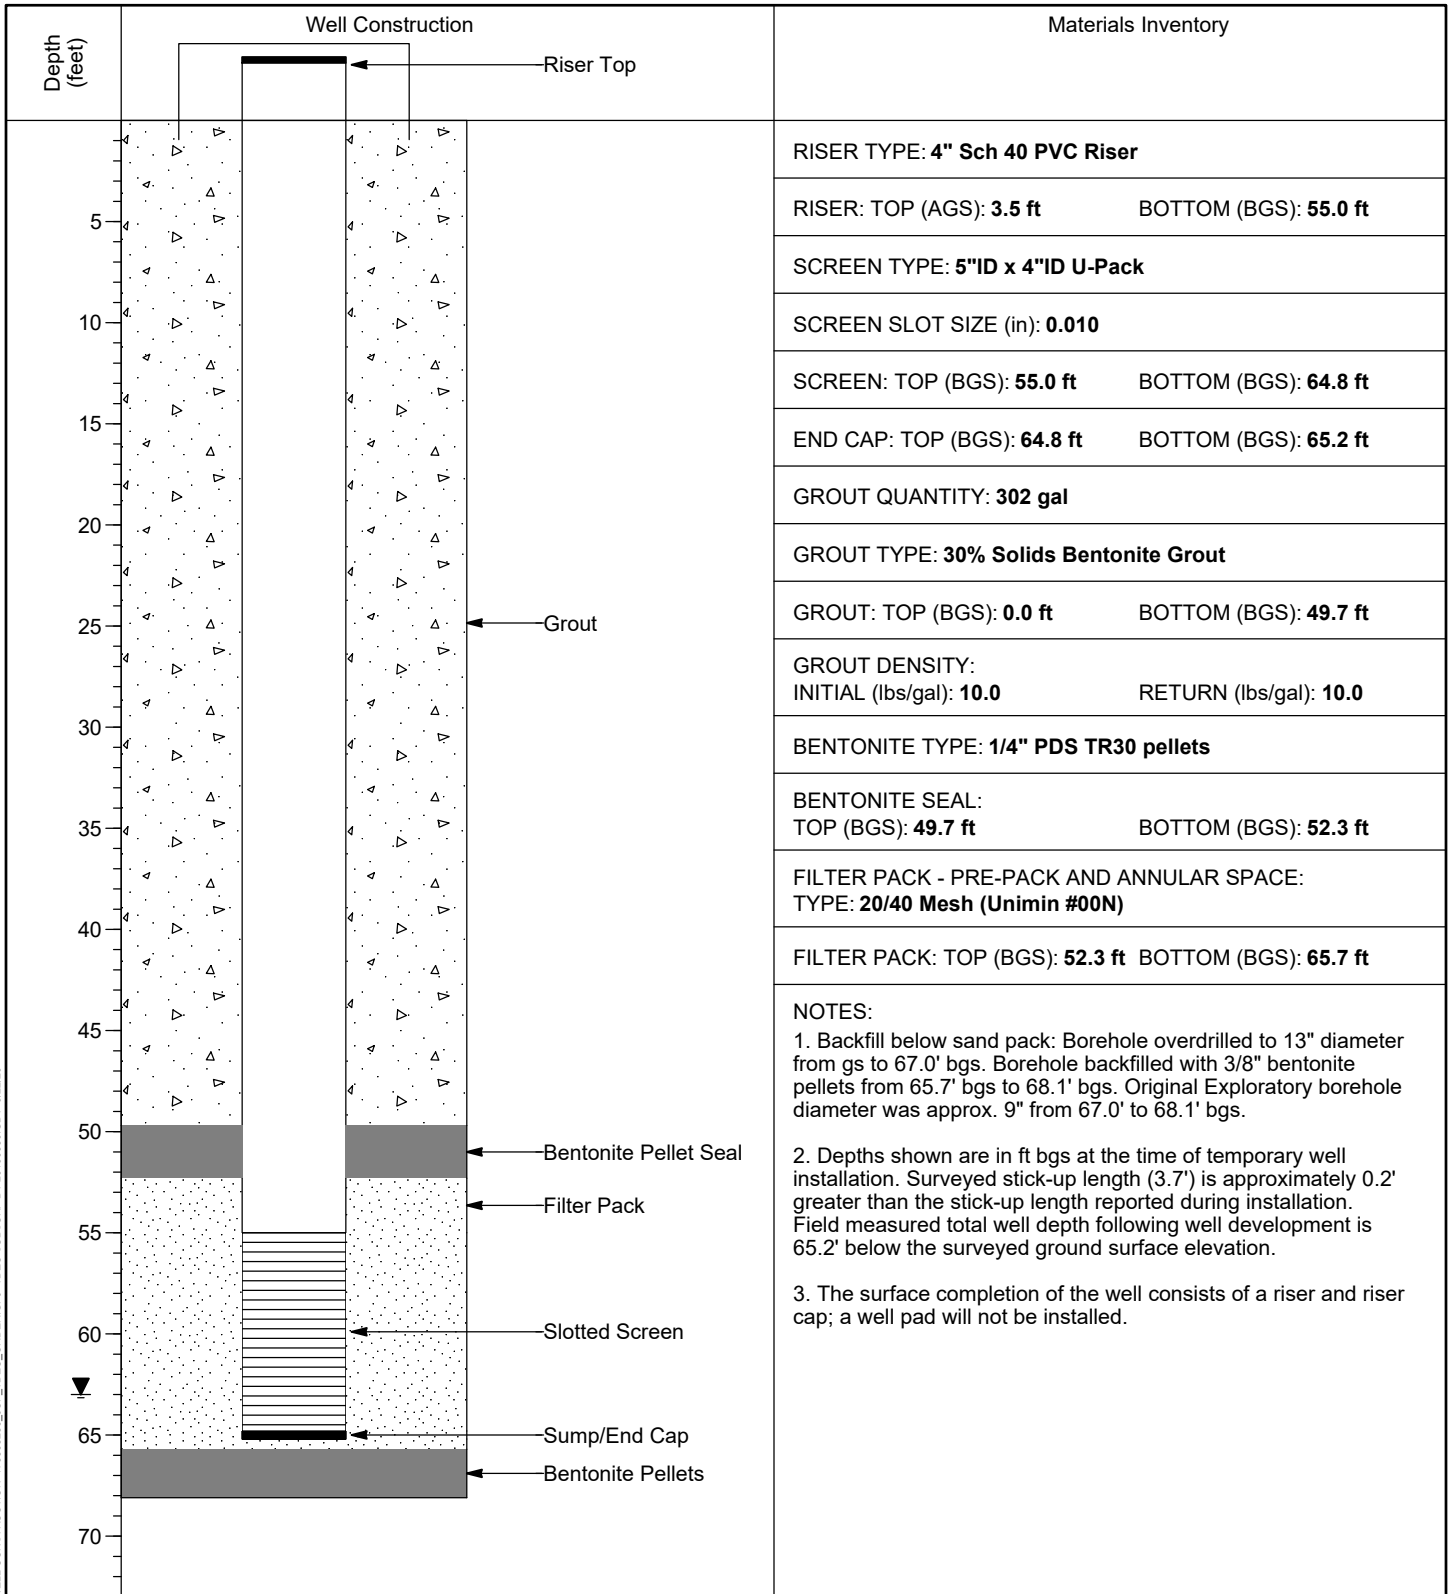 Depth
(feet)
Well Construction
Materials Inventory
Riser Top
5
10
15
20
25
30
35
40
45
50
55
60
65
70
Grout
Bentonite Pellet Seal
Filter Pack
Slotted Screen
Sump/End Cap
Bentonite Pellets
RISER TYPE: 4" Sch 40 PVC Riser
RISER: TOP (AGS): 3.5 ft BOTTOM (BGS): 55.0 ft
SCREEN TYPE: 5"ID x 4"ID U-Pack
SCREEN SLOT SIZE (in): 0.010
SCREEN: TOP (BGS): 55.0 ft BOTTOM (BGS): 64.8 ft
END CAP: TOP (BGS): 64.8 ft BOTTOM (BGS): 65.2 ft
GROUT QUANTITY: 302 gal
GROUT TYPE: 30% Solids Bentonite Grout
GROUT: TOP (BGS): 0.0 ft BOTTOM (BGS): 49.7 ft
GROUT DENSITY:
INITIAL (lbs/gal): 10.0 RETURN (lbs/gal): 10.0
BENTONITE TYPE: 1/4" PDS TR30 pellets
BENTONITE SEAL:
TOP (BGS): 49.7 ft BOTTOM (BGS): 52.3 ft
FILTER PACK - PRE-PACK AND ANNULAR SPACE:
TYPE: 20/40 Mesh (Unimin #00N)
FILTER PACK: TOP (BGS): 52.3 ft BOTTOM (BGS): 65.7 ft
NOTES:
1. Backfill below sand pack: Borehole overdrilled to 13" diameter
from gs to 67.0' bgs. Borehole backfilled with 3/8" bentonite
pellets from 65.7' bgs to 68.1' bgs. Original Exploratory borehole
diameter was approx. 9" from 67.0' to 68.1' bgs.
2. Depths shown are in ft bgs at the time of temporary well
installation. Surveyed stick-up length (3.7') is approximately 0.2'
greater than the stick-up length reported during installation.
Field measured total well depth following well development is
65.2' below the surveyed ground surface elevation.
3. The surface completion of the well consists of a riser and riser
cap; a well pad will not be installed.